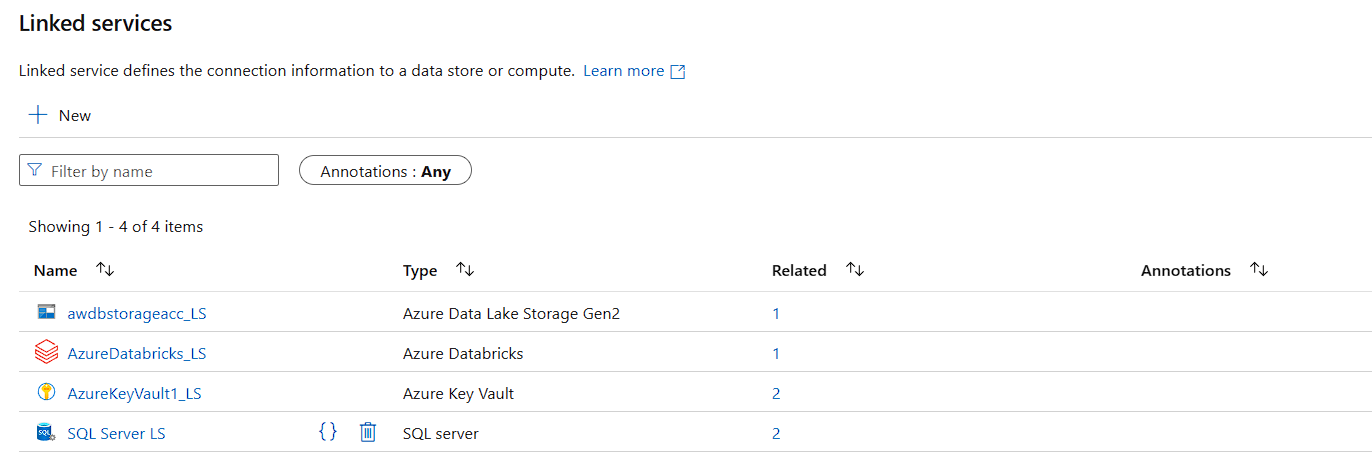 Linked services
Linked service defines the connection information to a data store or compute. Learn more
New
Filter by name
Annotations : Any
Showing 1 - 4 of 4 items
Name Type Related Annotations
awdbstorageacc_LS Azure Data Lake Storage Gen2 1
AzureDatabricks_LS Azure Databricks 1
AzureKeyVault1_LS Azure Key Vault 2
SQL Server LS {} SQL server 2